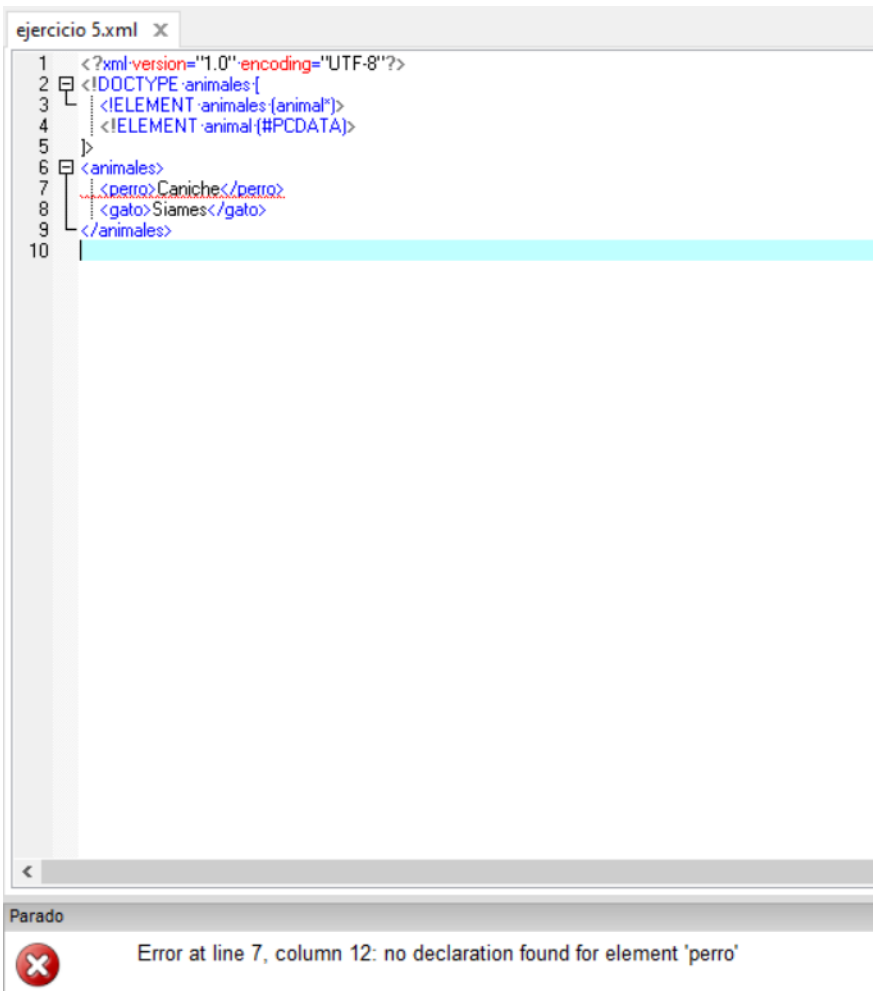 ejercicio 5.xml X
1 <?xml version="1.0" encoding="UTF-8"?>
2 <!DOCTYPE animales [
3 <!ELEMENT animales (animal*)>
4 <!ELEMENT animal (#PCDATA)>
5 ]>
6 <animales>
7 <perro>Caniche</perro>
8 <gato>Siames</gato>
9 </animales>
10
Parado
Error at line 7, column 12: no declaration found for element 'perro'